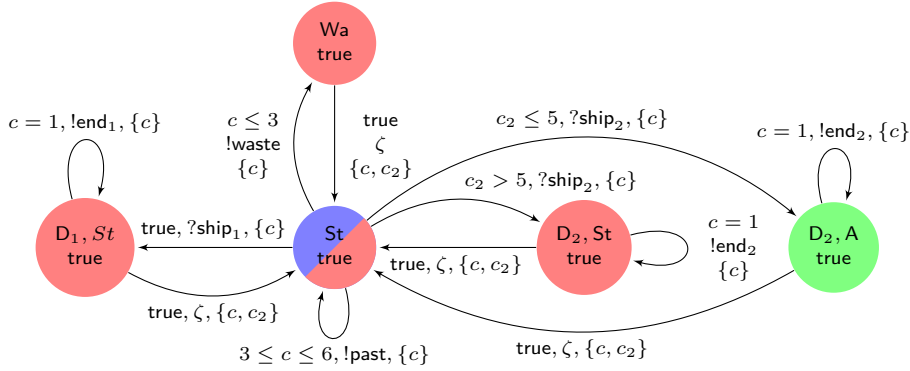 Wa
true
c ≤ 3
!waste
{c}
true
ζ
{c, c₂}
c = 1, !end₁, {c}
c₂ ≤ 5, ?ship₂, {c}
c = 1, !end₂, {c}
c₂ > 5, ?ship₂, {c}
D₁, St
true
true, ?ship₁, {c}
St
true
D₂, St
true
c = 1
!end₂
{c}
D₂, A
true
true, ζ, {c, c₂}
true, ζ, {c, c₂}
3 ≤ c ≤ 6, !past, {c}
true, ζ, {c, c₂}